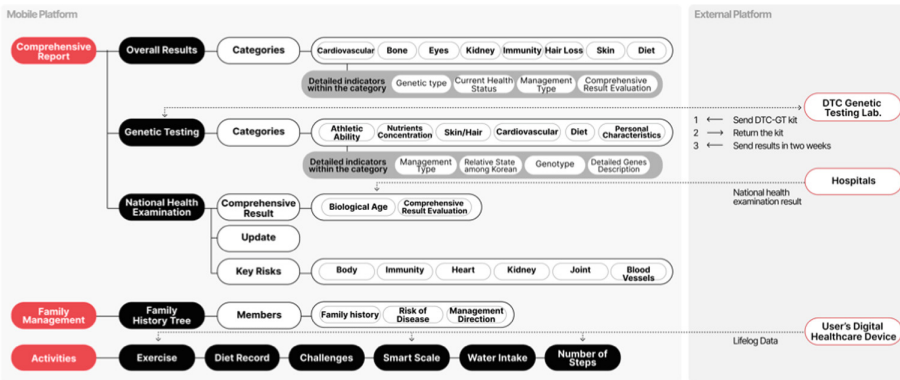 Mobile Platform
External Platform
Comprehensive
Report
Overall Results
Categories
Cardiovascular
Bone
Eyes
Kidney
Immunity
Hair Loss
Skin
Diet
Detailed indicators
within the category
Genetic type
Current Health
Status
Management
Type
Comprehensive
Result Evaluation
DTC Genetic
Testing Lab.
1 ← Send DTC-GT kit
2 → Return the kit
3 ← Send results in two weeks
Genetic Testing
Categories
Athletic
Ability
Nutrients
Concentration
Skin/Hair
Cardiovascular
Diet
Personal
Characteristics
Detailed indicators
within the category
Management
Type
Relative State
among Korean
Genotype
Detailed Genes
Description
Hospitals
National health
examination result
National Health
Examination
Comprehensive
Result
Biological Age
Comprehensive
Result Evaluation
Update
Key Risks
Body
Immunity
Heart
Kidney
Joint
Blood
Vessels
Family
Management
Family
History Tree
Members
Family history
Risk of
Disease
Management
Direction
User's Digital
Healthcare Device
Lifelog Data
Activities
Exercise
Diet Record
Challenges
Smart Scale
Water Intake
Number of
Steps